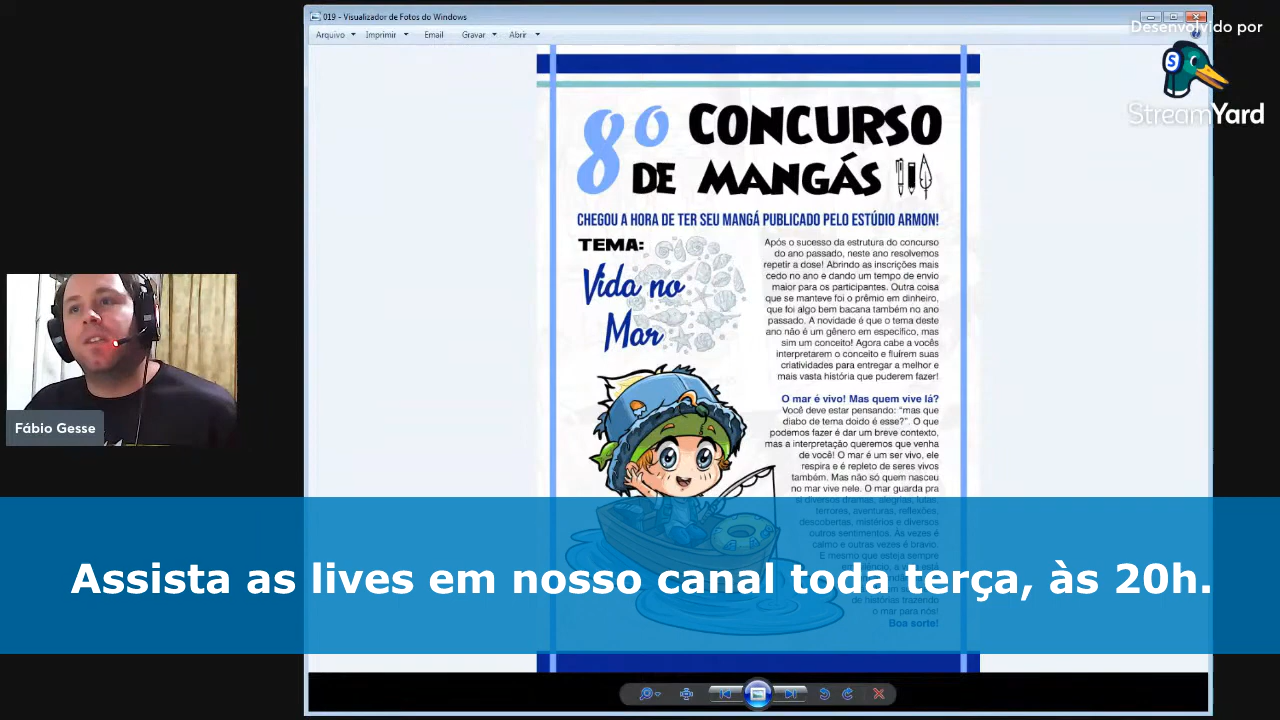 019 - Visualizador de Fotos do Windows
Arquivo Imprimir Email Gravar Abrir
Desenvolvido por
StreamYard
8º CONCURSO
DE MANGÁS
CHEGOU A HORA DE TER SEU MANGÁ PUBLICADO PELO ESTÚDIO ARMON!
TEMA:
Vida no
Mar
Após o sucesso da estrutura do concurso
do ano passado, neste ano resolvemos
repetir a dose! Abrindo as inscrições mais
cedo no ano e dando um tempo de envio
maior para os participantes. Outra coisa
que se manteve foi o prêmio em dinheiro,
que foi algo bem bacana também no ano
passado. A novidade é que o tema deste
ano não é um gênero em específico, mas
sim um conceito! Agora cabe a vocês
interpretarem o conceito e fluírem suas
criatividades para entregar a melhor e
mais vasta história que puderem fazer!
O mar é vivo! Mas quem vive lá?
Você deve estar pensando: "mas que
diabo de tema doido é esse?". O que
podemos fazer é dar um breve contexto,
mas a interpretação queremos que venha
de você! O mar é um ser vivo, ele
respira e é repleto de seres vivos
também. Mas não só quem nasceu
no mar vive nele. O mar guarda pra
si diversos dramas, alegrias, lutas,
terrores, aventuras, reflexões,
descobertas, mistérios e diversos
outros sentimentos. Às vezes é
calmo e outras vezes é bravio.
E mesmo que esteja sempre
de histórias trazendo
o mar para nós!
Boa sorte!
Fábio Gesse
Assista as lives em nosso canal toda terça, às 20h.